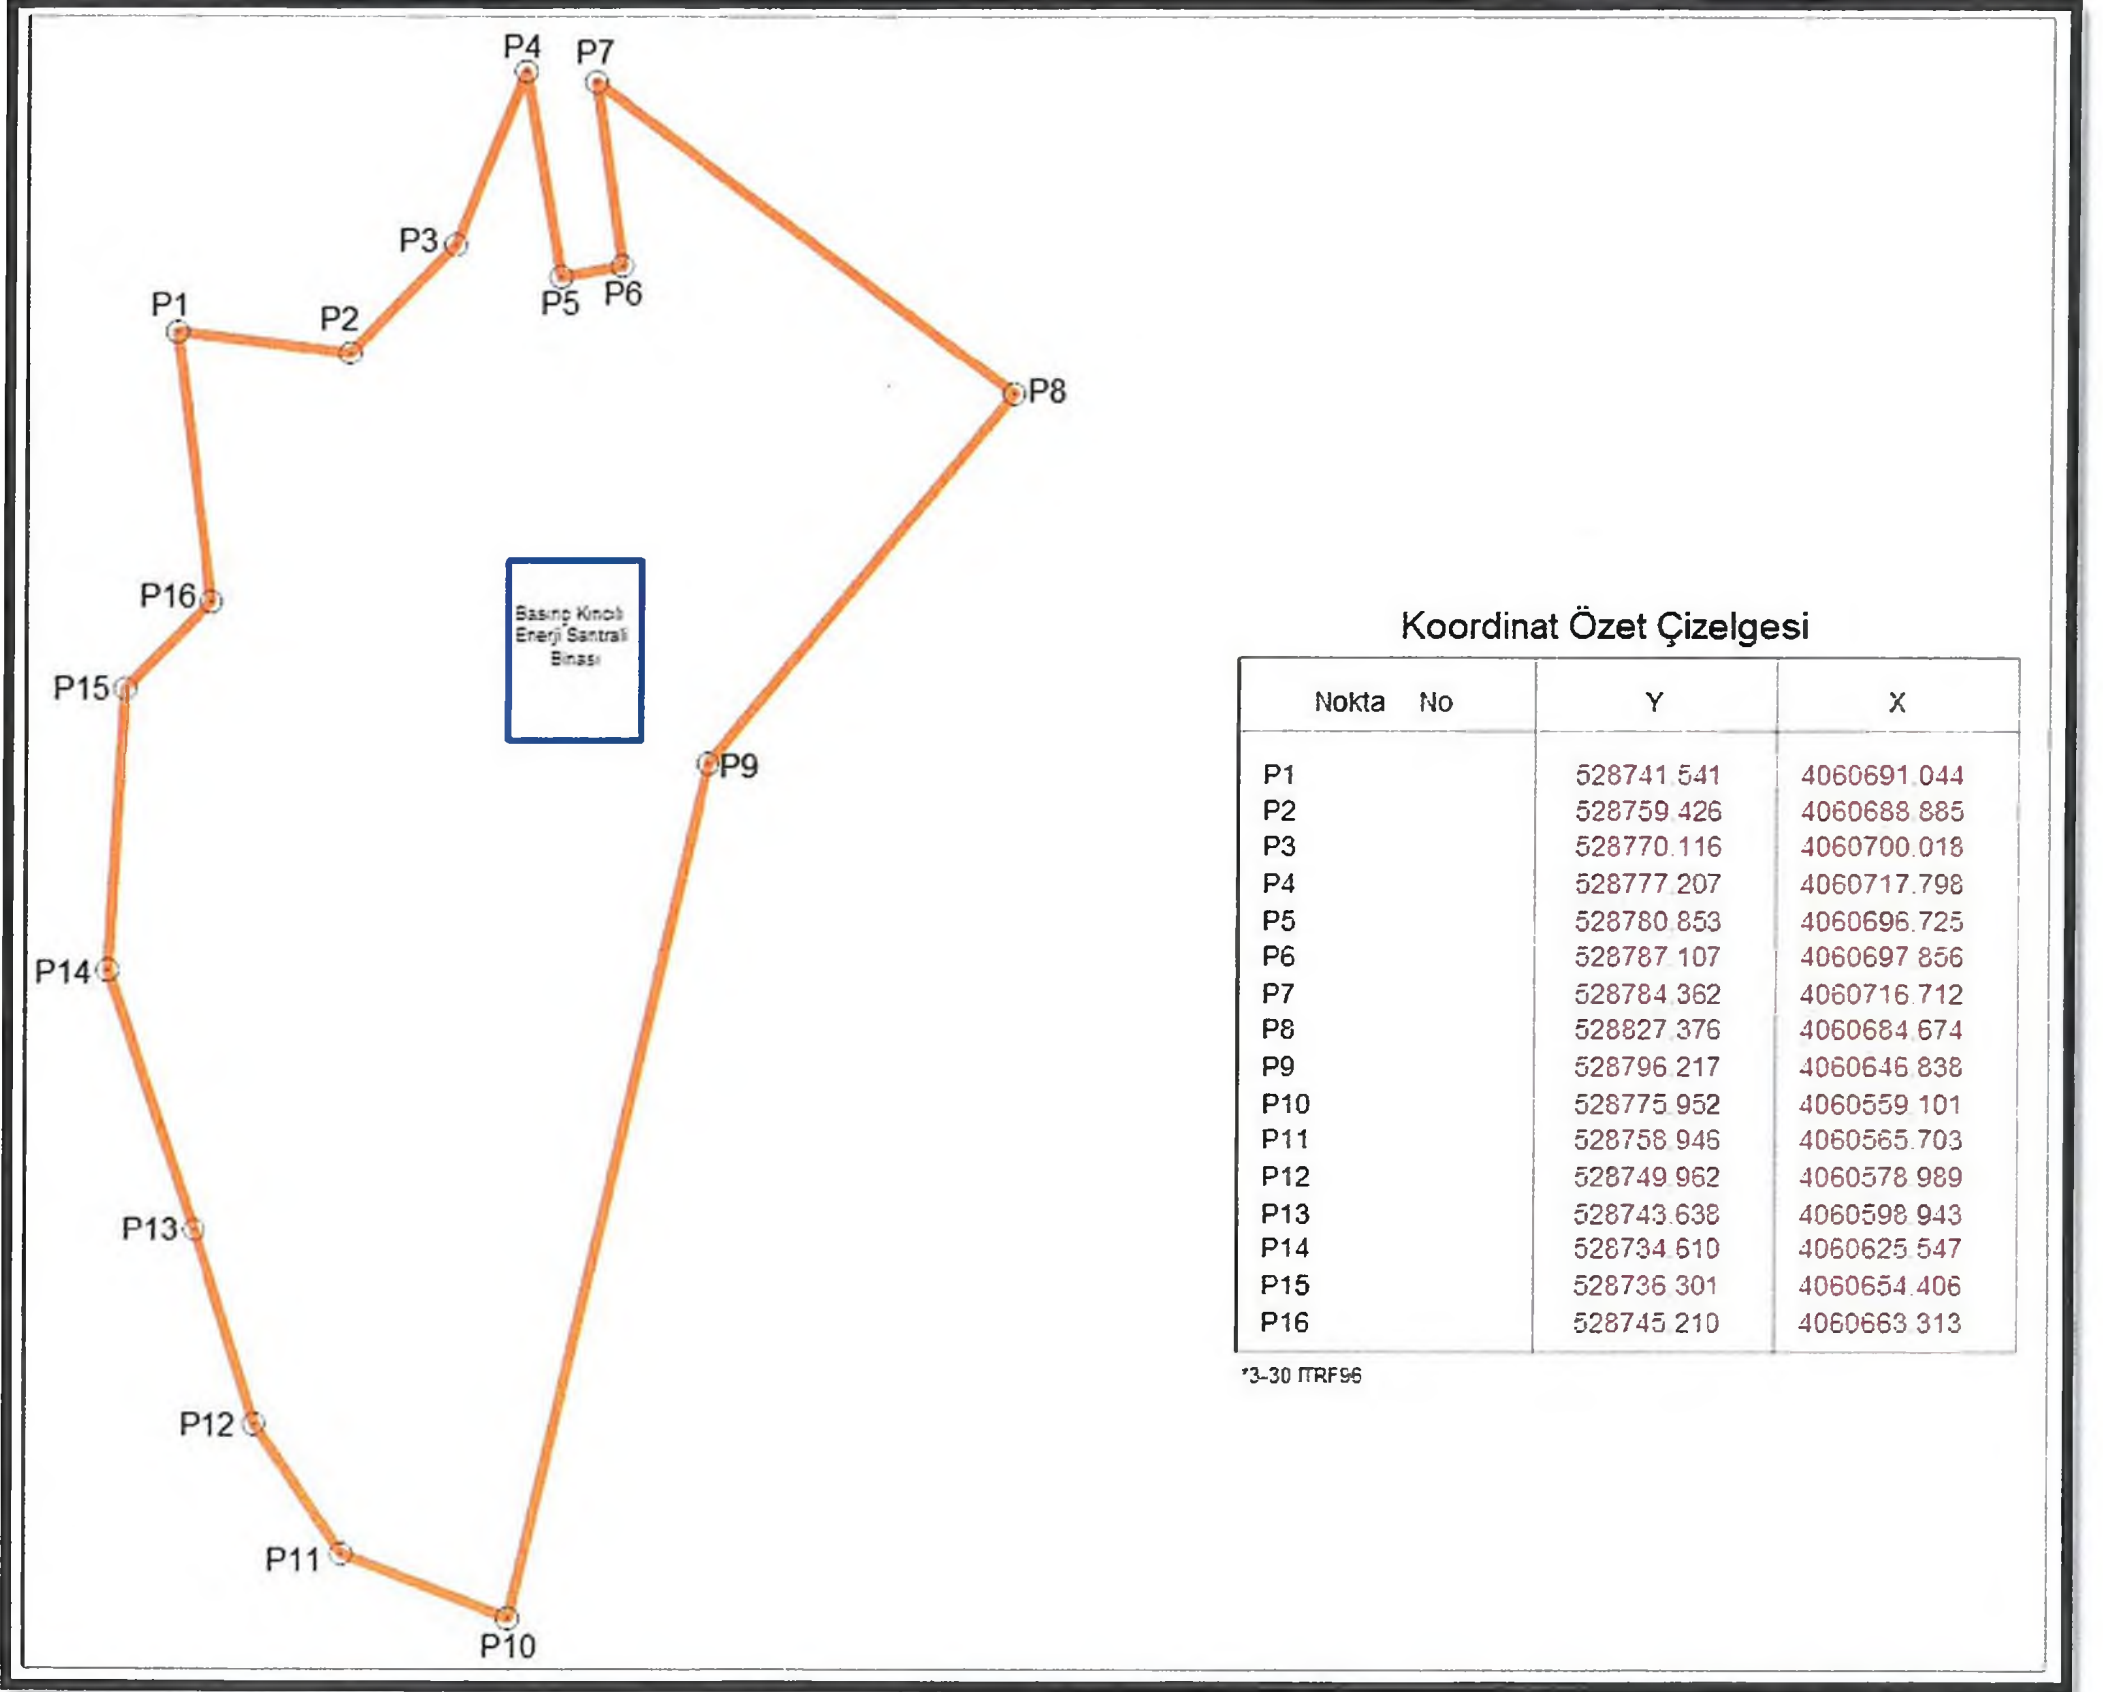 P4
P7
P3
P5
P6
P1
P2
P8
P16
Basınç Kırıcılı
Enerji Santrali
Binası
P15
P9
P14
P13
P12
P11
P10
Koordinat Özet Çizelgesi
Nokta No Y X
P1 528741.541 4060691.044
P2 528759.426 4060688.885
P3 528770.116 4060700.018
P4 528777.207 4060717.798
P5 528780.853 4060696.725
P6 528787.107 4060697.856
P7 528784.362 4060716.712
P8 528827.376 4060684.674
P9 528796.217 4060646.838
P10 528775.952 4060559.101
P11 528758.946 4060565.703
P12 528749.962 4060578.989
P13 528743.638 4060598.943
P14 528734.610 4060625.547
P15 528736.301 4060654.406
P16 528745.210 4060663.313
*3-30 ITRF96